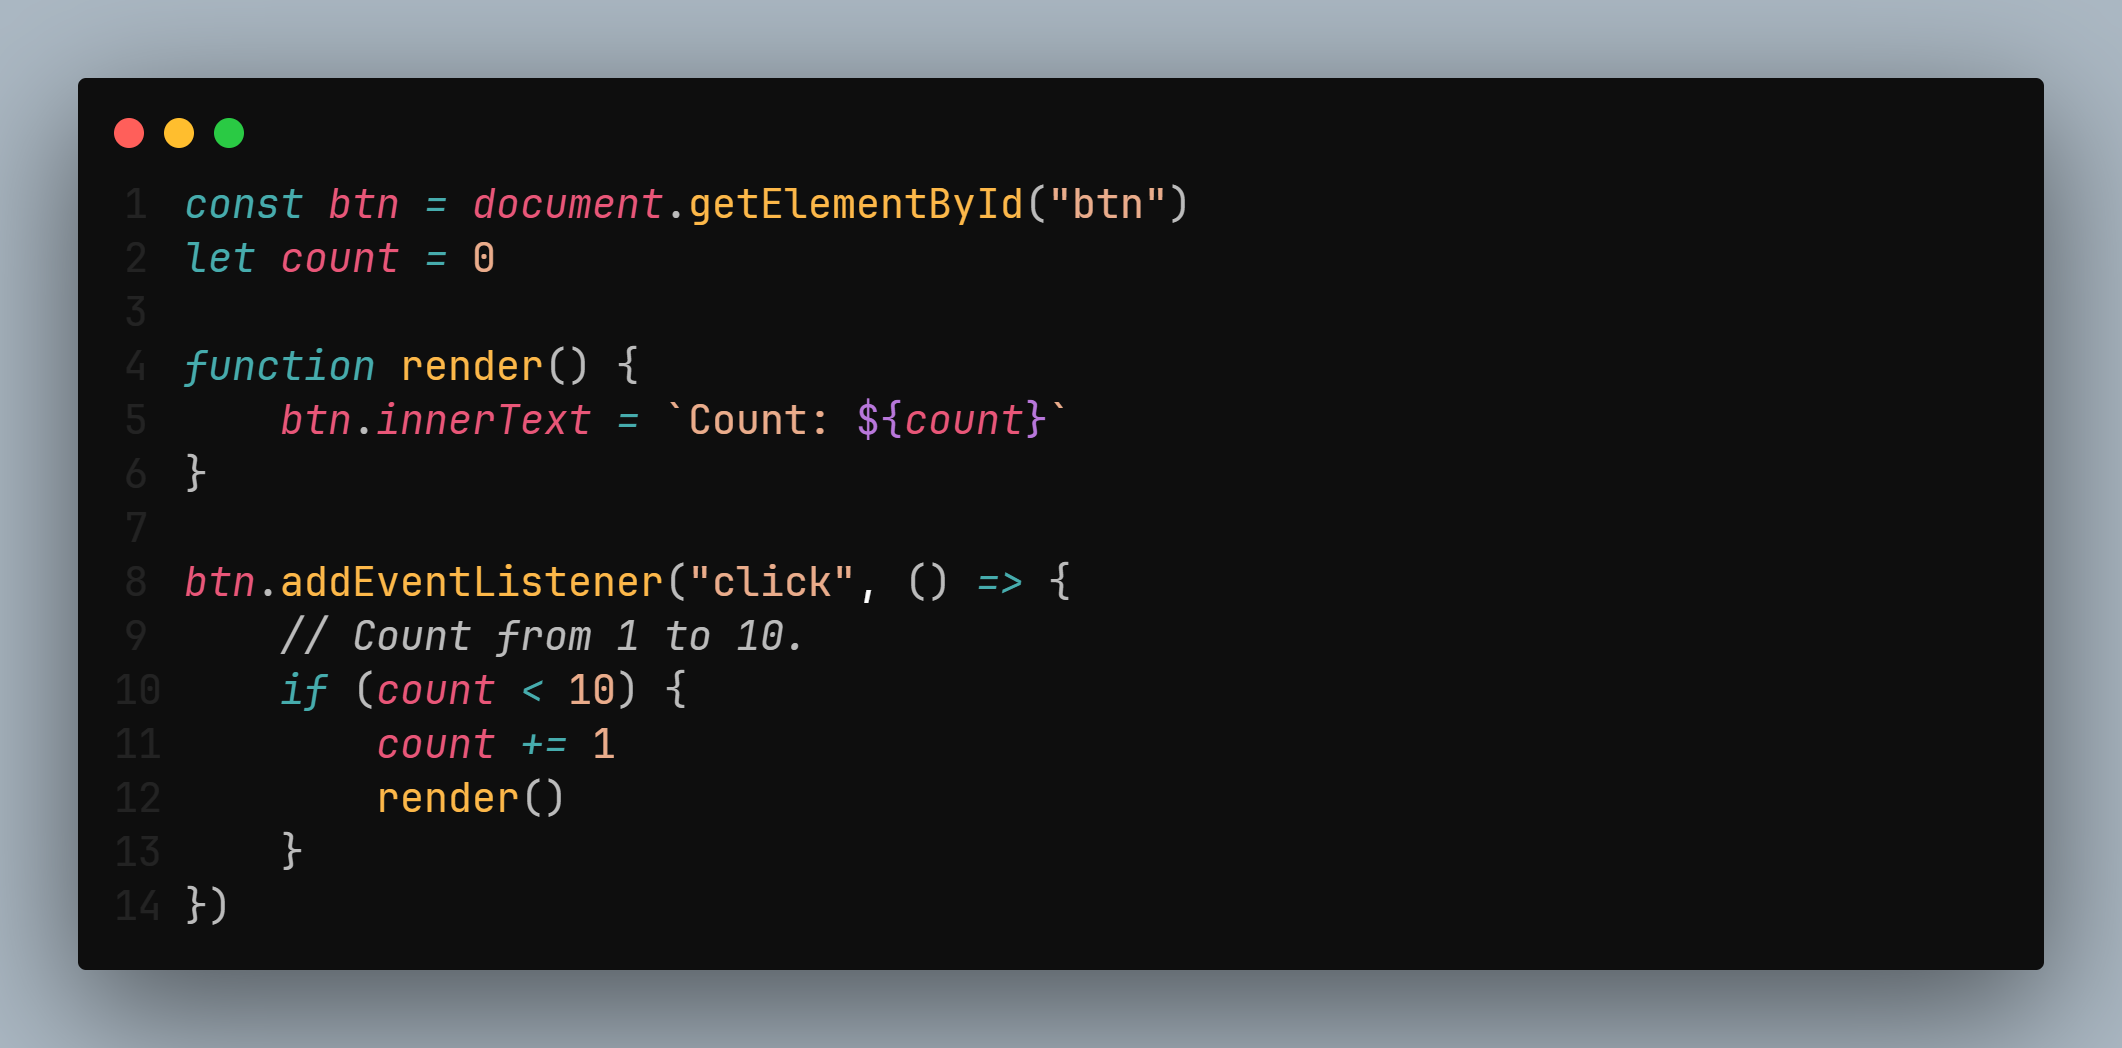 1 const btn = document.getElementById("btn")
2 let count = 0
3
4 function render() {
5     btn.innerText = `Count: ${count}`
6 }
7
8 btn.addEventListener("click", () => {
9     // Count from 1 to 10.
10     if (count < 10) {
11         count += 1
12         render()
13     }
14 })